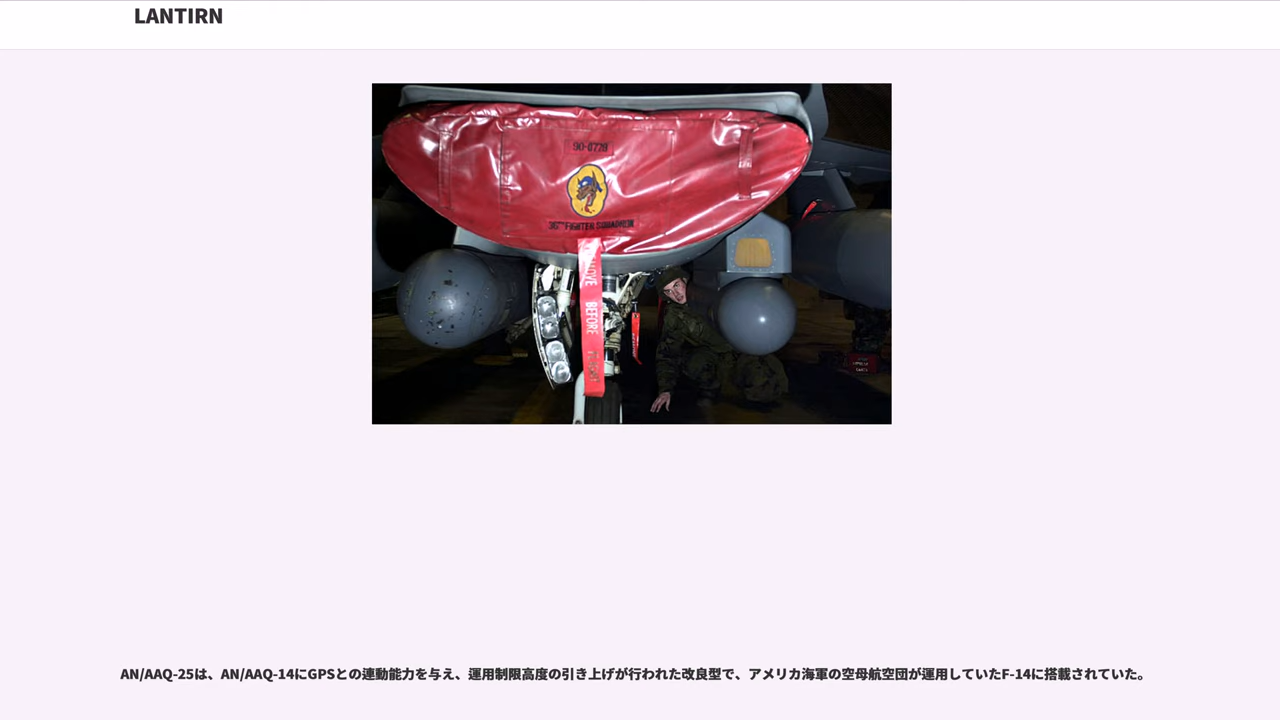 LANTIRN
90-0728
36TH FIGHTER SQUADRON
REMOVE BEFORE FLIGHT
AN/AAQ-25は、AN/AAQ-14にGPSとの連動能力を与え、運用制限高度の引き上げが行われた改良型で、アメリカ海軍の空母航空団が運用していたF-14に搭載されていた。